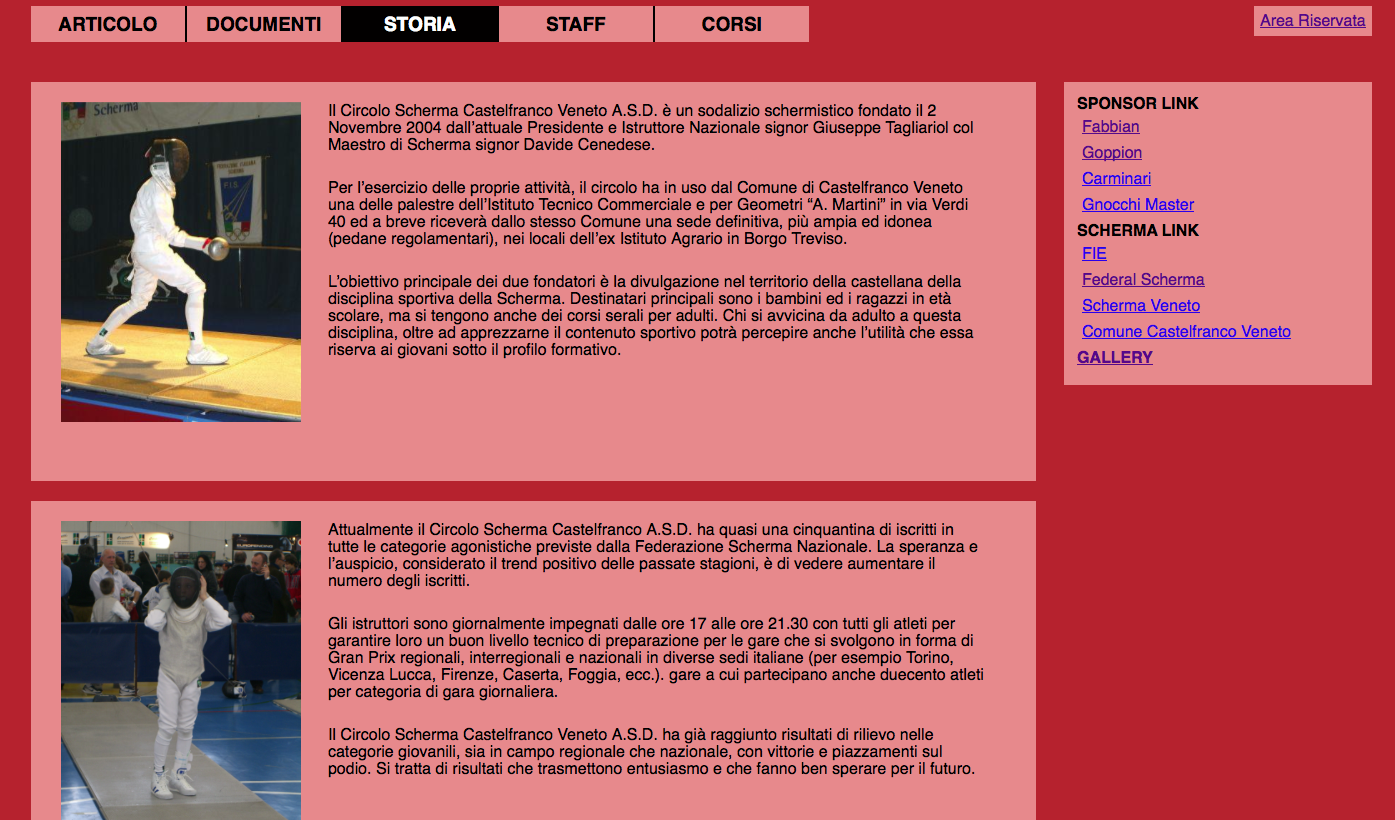 ARTICOLO
DOCUMENTI
STORIA
STAFF
CORSI
Area Riservata
Scherma
F.I.S.
Il Circolo Scherma Castelfranco Veneto A.S.D. è un sodalizio schermistico fondato il 2
Novembre 2004 dall’attuale Presidente e Istruttore Nazionale signor Giuseppe Tagliariol col
Maestro di Scherma signor Davide Cenedese.
Per l’esercizio delle proprie attività, il circolo ha in uso dal Comune di Castelfranco Veneto
una delle palestre dell’Istituto Tecnico Commerciale e per Geometri “A. Martini” in via Verdi
40 ed a breve riceverà dallo stesso Comune una sede definitiva, più ampia ed idonea
(pedane regolamentari), nei locali dell’ex Istituto Agrario in Borgo Treviso.
L’obiettivo principale dei due fondatori è la divulgazione nel territorio della castellana della
disciplina sportiva della Scherma. Destinatari principali sono i bambini ed i ragazzi in età
scolare, ma si tengono anche dei corsi serali per adulti. Chi si avvicina da adulto a questa
disciplina, oltre ad apprezzarne il contenuto sportivo potrà percepire anche l’utilità che essa
riserva ai giovani sotto il profilo formativo.
Attualmente il Circolo Scherma Castelfranco A.S.D. ha quasi una cinquantina di iscritti in
tutte le categorie agonistiche previste dalla Federazione Scherma Nazionale. La speranza e
l’auspicio, considerato il trend positivo delle passate stagioni, è di vedere aumentare il
numero degli iscritti.
Gli istruttori sono giornalmente impegnati dalle ore 17 alle ore 21.30 con tutti gli atleti per
garantire loro un buon livello tecnico di preparazione per le gare che si svolgono in forma di
Gran Prix regionali, interregionali e nazionali in diverse sedi italiane (per esempio Torino,
Vicenza Lucca, Firenze, Caserta, Foggia, ecc.). gare a cui partecipano anche duecento atleti
per categoria di gara giornaliera.
Il Circolo Scherma Castelfranco Veneto A.S.D. ha già raggiunto risultati di rilievo nelle
categorie giovanili, sia in campo regionale che nazionale, con vittorie e piazzamenti sul
podio. Si tratta di risultati che trasmettono entusiasmo e che fanno ben sperare per il futuro.
SPONSOR LINK
Fabbian
Goppion
Carminari
Gnocchi Master
SCHERMA LINK
FIE
Federal Scherma
Scherma Veneto
Comune Castelfranco Veneto
GALLERY